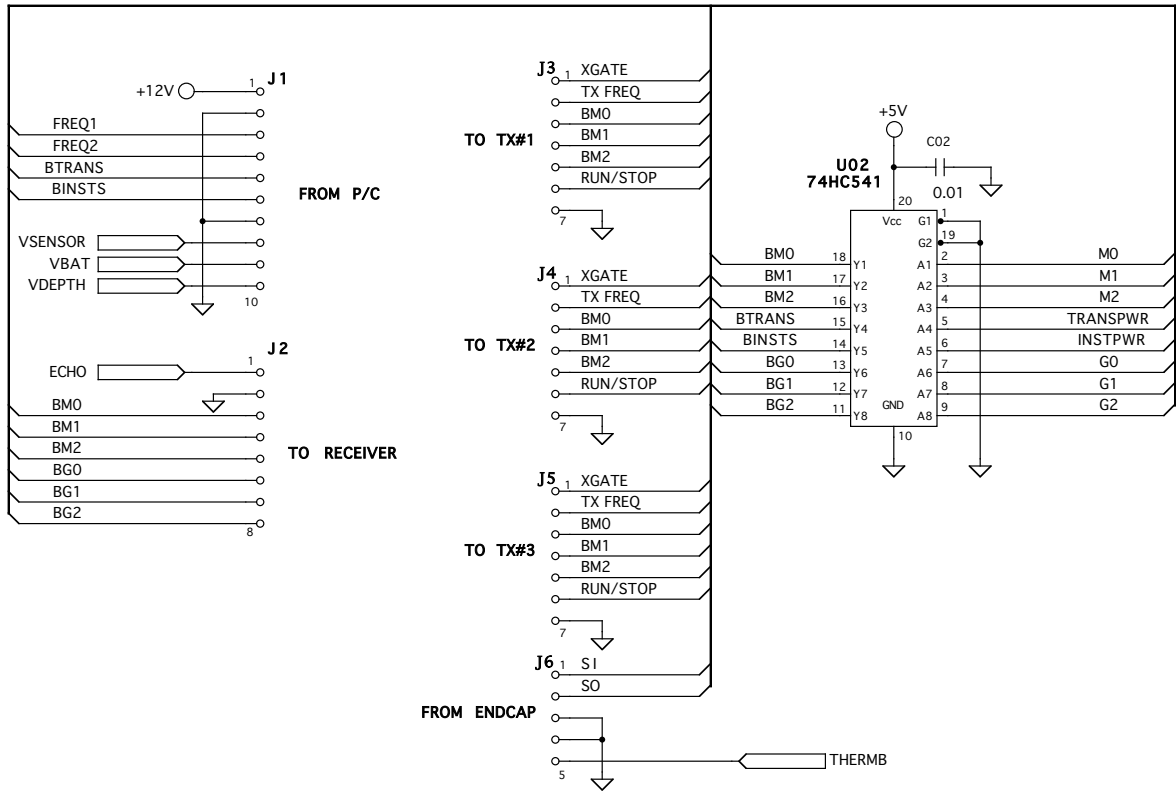 J1
1
+12V
FREQ1
FREQ2
BTRANS
BINSTS
FROM P/C
VSENSOR
VBAT
VDEPTH
10
J2
1
ECHO
BM0
BM1
BM2
TO RECEIVER
BG0
BG1
BG2
8
J3
1 XGATE
TX FREQ
BM0
TO TX#1
BM1
BM2
RUN/STOP
7
J4
1 XGATE
TX FREQ
BM0
TO TX#2
BM1
BM2
RUN/STOP
7
J5
1 XGATE
TX FREQ
BM0
TO TX#3
BM1
BM2
RUN/STOP
7
J6
1 SI
SO
FROM ENDCAP
5
THERMB
+5V
C02
0.01
U02
74HC541
20
Vcc G1 1
G2 19
BM0 18 Y1 A1 2 M0
BM1 17 Y2 A2 3 M1
BM2 16 Y3 A3 4 M2
BTRANS 15 Y4 A4 5 TRANSPWR
BINSTS 14 Y5 A5 6 INSTPWR
BG0 13 Y6 A6 7 G0
BG1 12 Y7 A7 8 G1
BG2 11 Y8 GND A8 9 G2
10